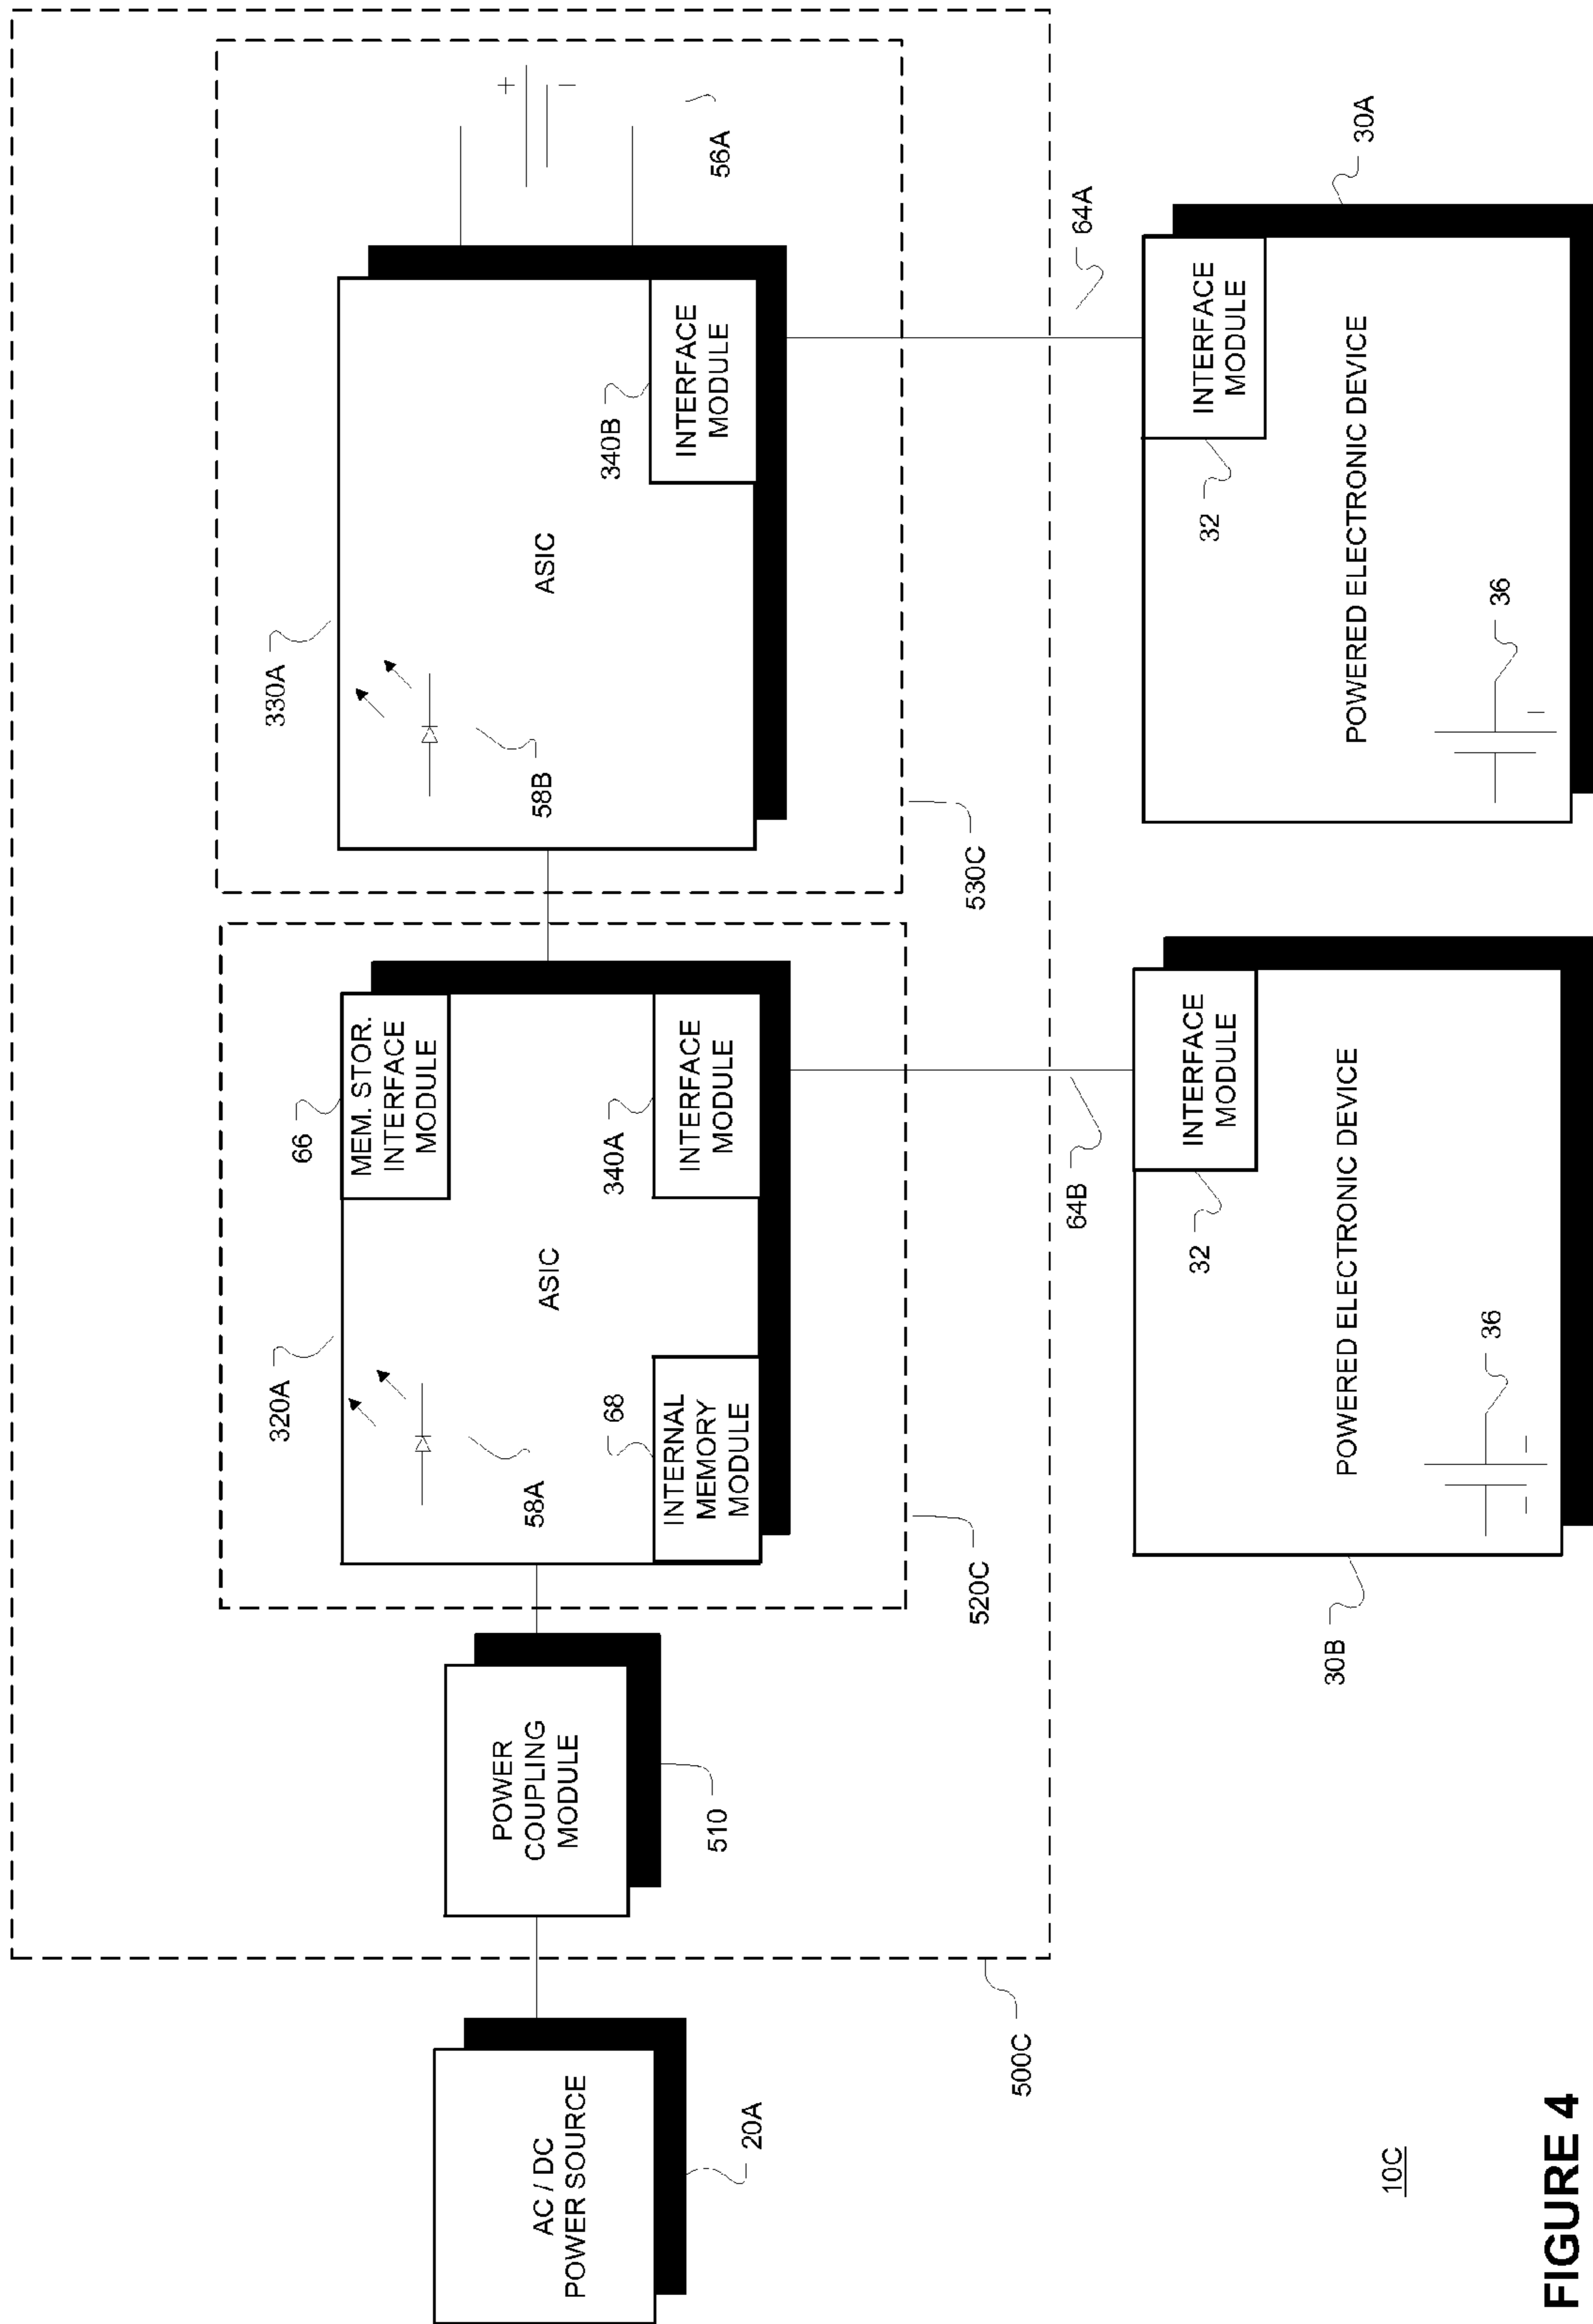 AC / DC
POWER SOURCE
20A
500C
POWER
COUPLING
MODULE
510
320A
58A
68
INTERNAL
MEMORY
MODULE
ASIC
66
MEM. STOR.
INTERFACE
MODULE
340A
INTERFACE
MODULE
520C
330A
58B
ASIC
340B
INTERFACE
MODULE
+
–
56A
530C
64B
INTERFACE
MODULE
32
POWERED ELECTRONIC DEVICE
36
30B
64A
INTERFACE
MODULE
32
POWERED ELECTRONIC DEVICE
36
30A
10C
FIGURE 4